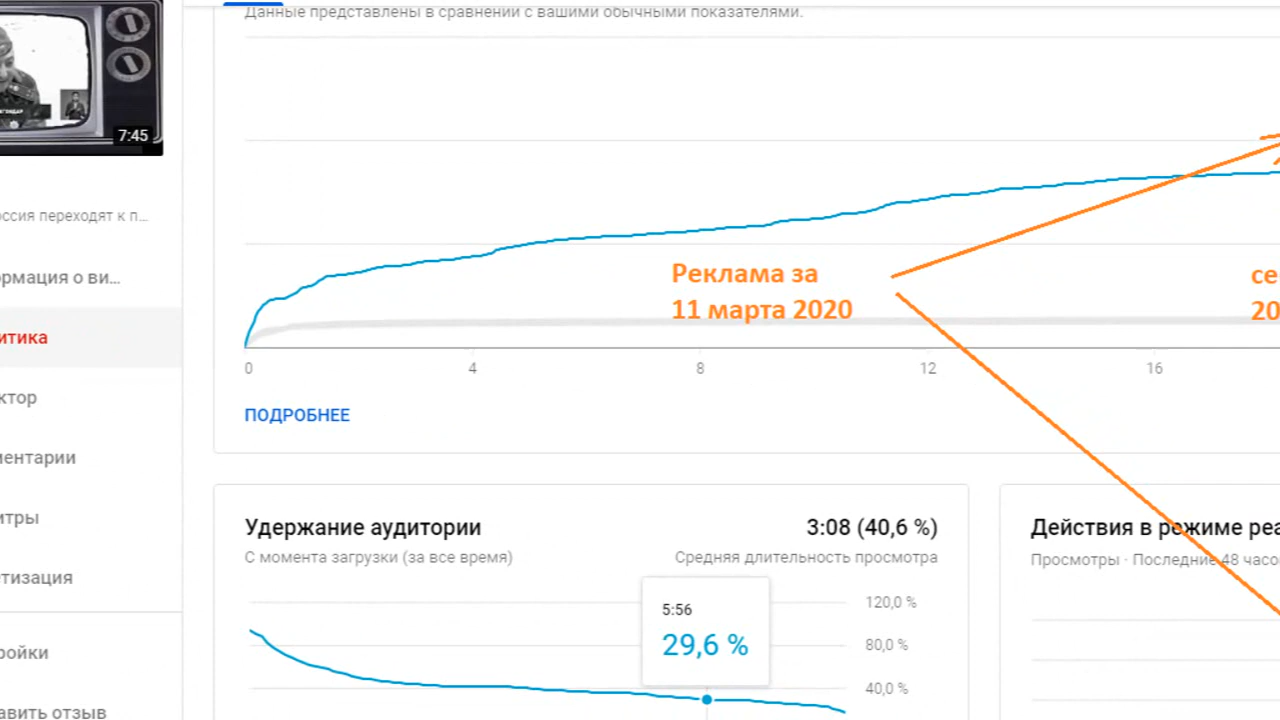 Данные представлены в сравнении с вашими обычными показателями.
7:45
оссия переходят к п...
ормация о ви...
итика
ктор
ментарии
итры
тизация
ройки
авить отзыв
Реклама за
11 марта 2020
се
20
0 4 8 12 16
ПОДРОБНЕЕ
Удержание аудитории 3:08 (40,6 %)
С момента загрузки (за все время) Средняя длительность просмотра
5:56
29,6 %
120,0 %
80,0 %
40,0 %
Действия в режиме реа
Просмотры · Последние 48 часо